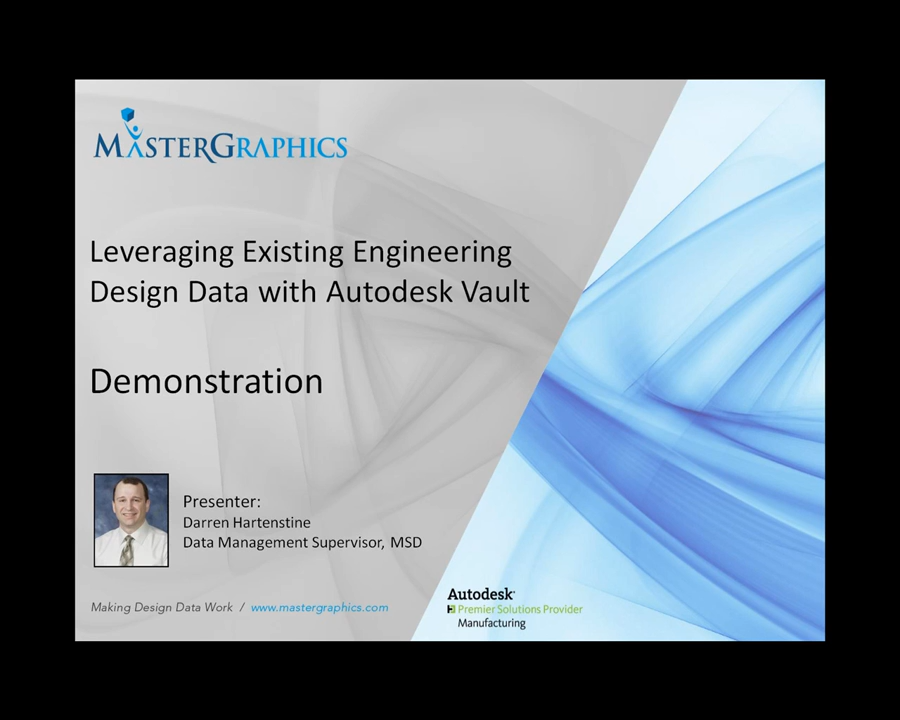 MASTERGRAPHICS
Leveraging Existing Engineering
Design Data with Autodesk Vault
Demonstration
Presenter:
Darren Hartenstine
Data Management Supervisor, MSD
Making Design Data Work / www.mastergraphics.com
Autodesk®
Premier Solutions Provider
Manufacturing